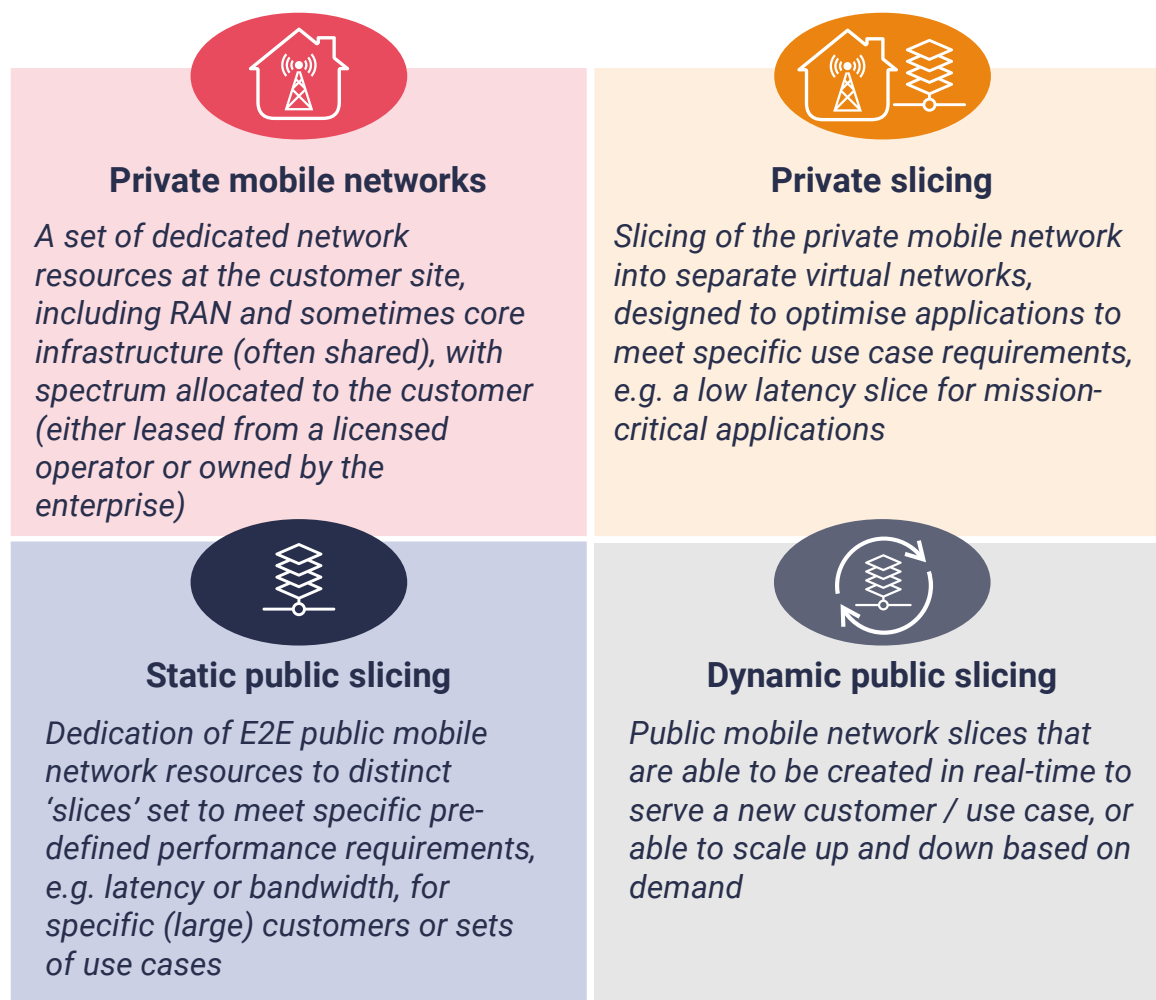 Private mobile networks
A set of dedicated network
resources at the customer site,
including RAN and sometimes core
infrastructure (often shared), with
spectrum allocated to the customer
(either leased from a licensed
operator or owned by the
enterprise)
Private slicing
Slicing of the private mobile network
into separate virtual networks,
designed to optimise applications to
meet specific use case requirements,
e.g. a low latency slice for mission-
critical applications
Static public slicing
Dedication of E2E public mobile
network resources to distinct
‘slices’ set to meet specific pre-
defined performance requirements,
e.g. latency or bandwidth, for
specific (large) customers or sets
of use cases
Dynamic public slicing
Public mobile network slices that
are able to be created in real-time to
serve a new customer / use case, or
able to scale up and down based on
demand